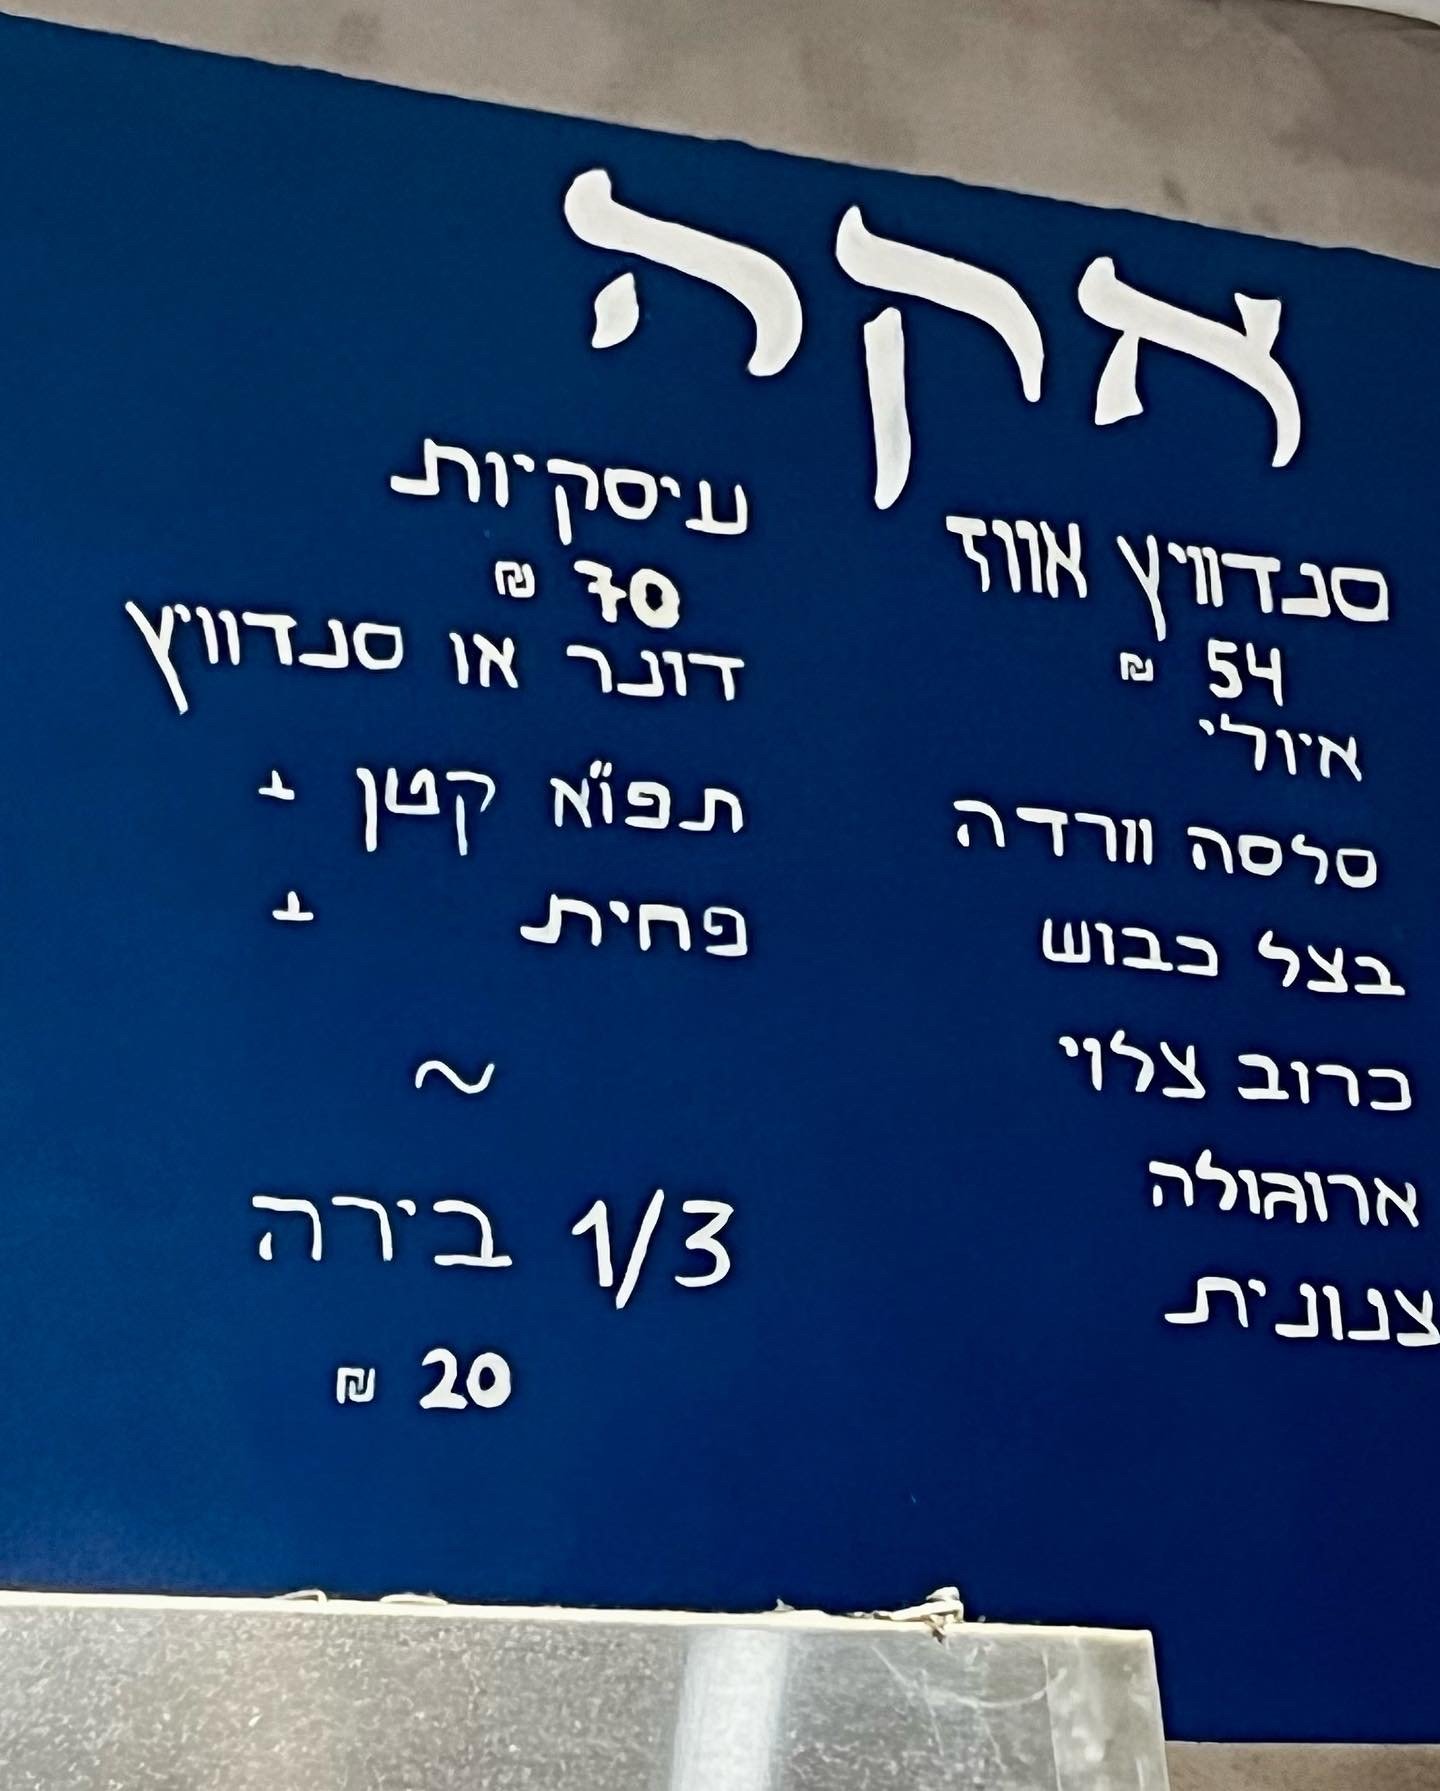 אקה
סנדוויץ אווז
54 ₪
איולי
סלסה וורדה
בצל כבוש
כרוב צלוי
ארוגולה
צנונית
עיסקיות
70 ₪
דונר או סנדוויץ
תפו"א קטן +
פחית +
~
1/3 בירה
20 ₪